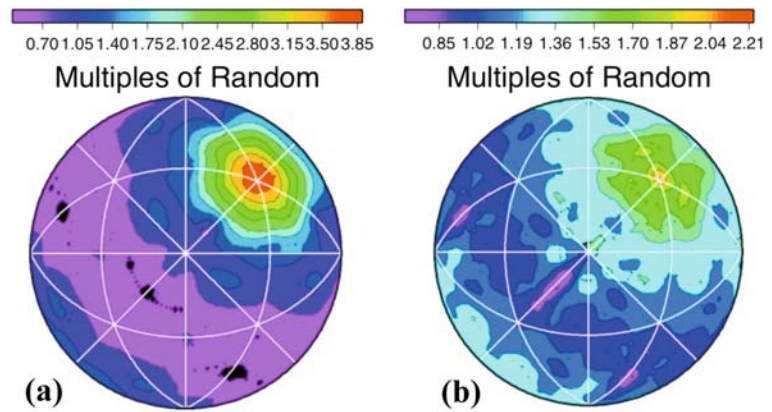 0.70 1.05 1.40 1.75 2.10 2.45 2.80 3.15 3.50 3.85
Multiples of Random
(a)
0.85 1.02 1.19 1.36 1.53 1.70 1.87 2.04 2.21
Multiples of Random
(b)